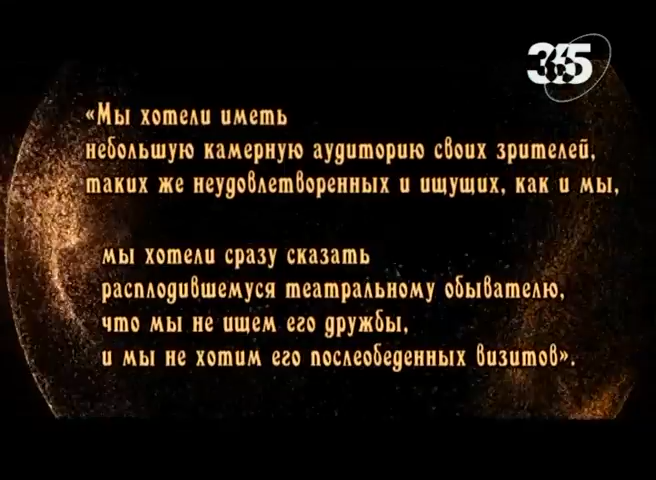 365
«Мы хотели иметь
небольшую камерную аудиторию своих зрителей,
таких же неудовлетворенных и ищущих, как и мы,
мы хотели сразу сказать
расплодившемуся театральному обывателю,
что мы не ищем его дружбы,
и мы не хотим его послеобеденных визитов».